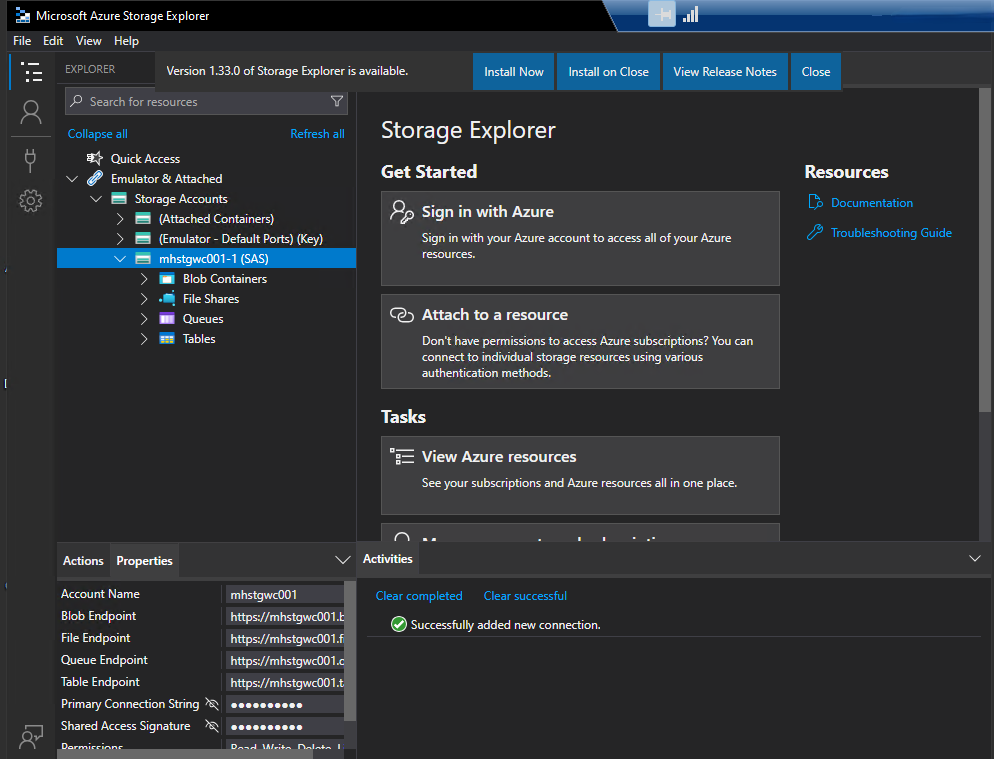 Microsoft Azure Storage Explorer
File Edit View Help
EXPLORER
Version 1.33.0 of Storage Explorer is available.
Install Now
Install on Close
View Release Notes
Close
Search for resources
Collapse all
Refresh all
Quick Access
Emulator & Attached
Storage Accounts
(Attached Containers)
(Emulator - Default Ports) (Key)
mhstgwc001-1 (SAS)
Blob Containers
File Shares
Queues
Tables
Storage Explorer
Get Started
Sign in with Azure
Sign in with your Azure account to access all of your Azure
resources.
Attach to a resource
Don't have permissions to access Azure subscriptions? You can
connect to individual storage resources using various
authentication methods.
Tasks
View Azure resources
See your subscriptions and Azure resources all in one place.
Resources
Documentation
Troubleshooting Guide
Actions Properties
Account Name mhstgwc001
Blob Endpoint https://mhstgwc001.b
File Endpoint https://mhstgwc001.fi
Queue Endpoint https://mhstgwc001.q
Table Endpoint https://mhstgwc001.t
Primary Connection String ●●●●●●●●●●
Shared Access Signature ●●●●●●●●●●
Permissions Read, Write, Delete, L
Activities
Clear completed Clear successful
Successfully added new connection.